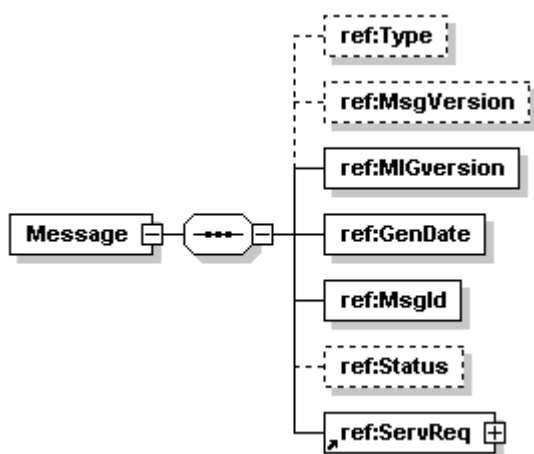 ref:Type
ref:MsgVersion
ref:MIGversion
Message
ref:GenDate
ref:MsgId
ref:Status
ref:ServReq